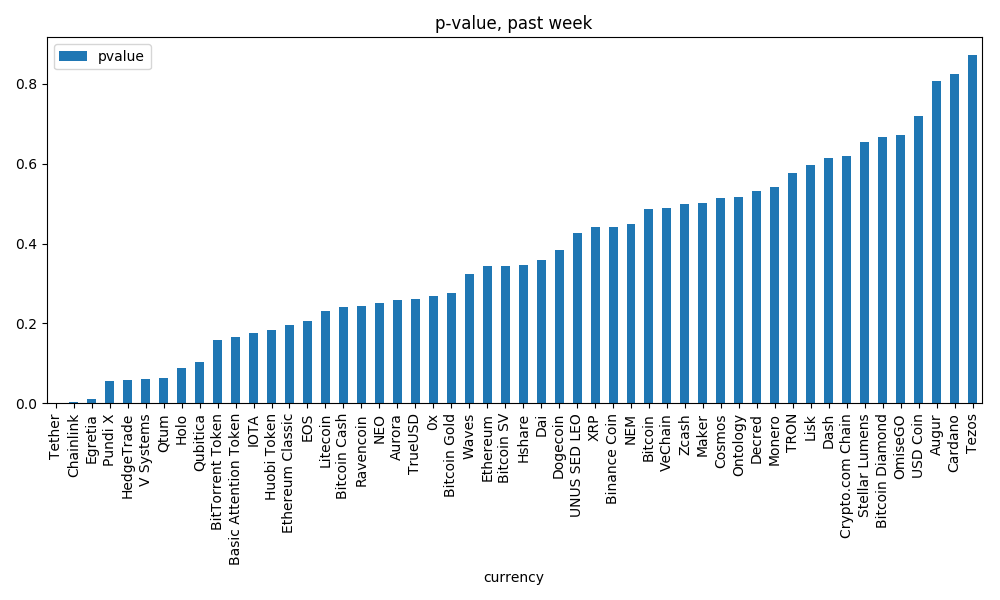 p-value, past week
pvalue
0.8
0.6
0.4
0.2
0.0
Tether
Chainlink
Egretia
Pundi X
HedgeTrade
V Systems
Qtum
Holo
Qubitica
BitTorrent Token
Basic Attention Token
IOTA
Huobi Token
Ethereum Classic
EOS
Litecoin
Bitcoin Cash
Ravencoin
NEO
Aurora
TrueUSD
0x
Bitcoin Gold
Waves
Ethereum
Bitcoin SV
Hshare
Dai
Dogecoin
UNUS SED LEO
XRP
Binance Coin
NEM
Bitcoin
VeChain
Zcash
Maker
Cosmos
Ontology
Decred
Monero
TRON
Lisk
Dash
Crypto.com Chain
Stellar Lumens
Bitcoin Diamond
OmiseGO
USD Coin
Augur
Cardano
Tezos
currency